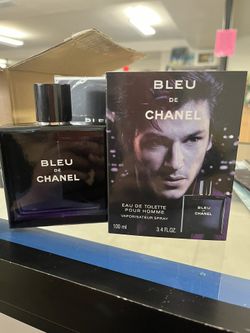 BLEU
DE
CHANEL
BLEU
DE
CHANEL
EAU DE TOILETTE
POUR HOMME
VAPORISATEUR SPRAY
100 ml
3.4 FL.OZ.
BLEU
DE
CHANEL